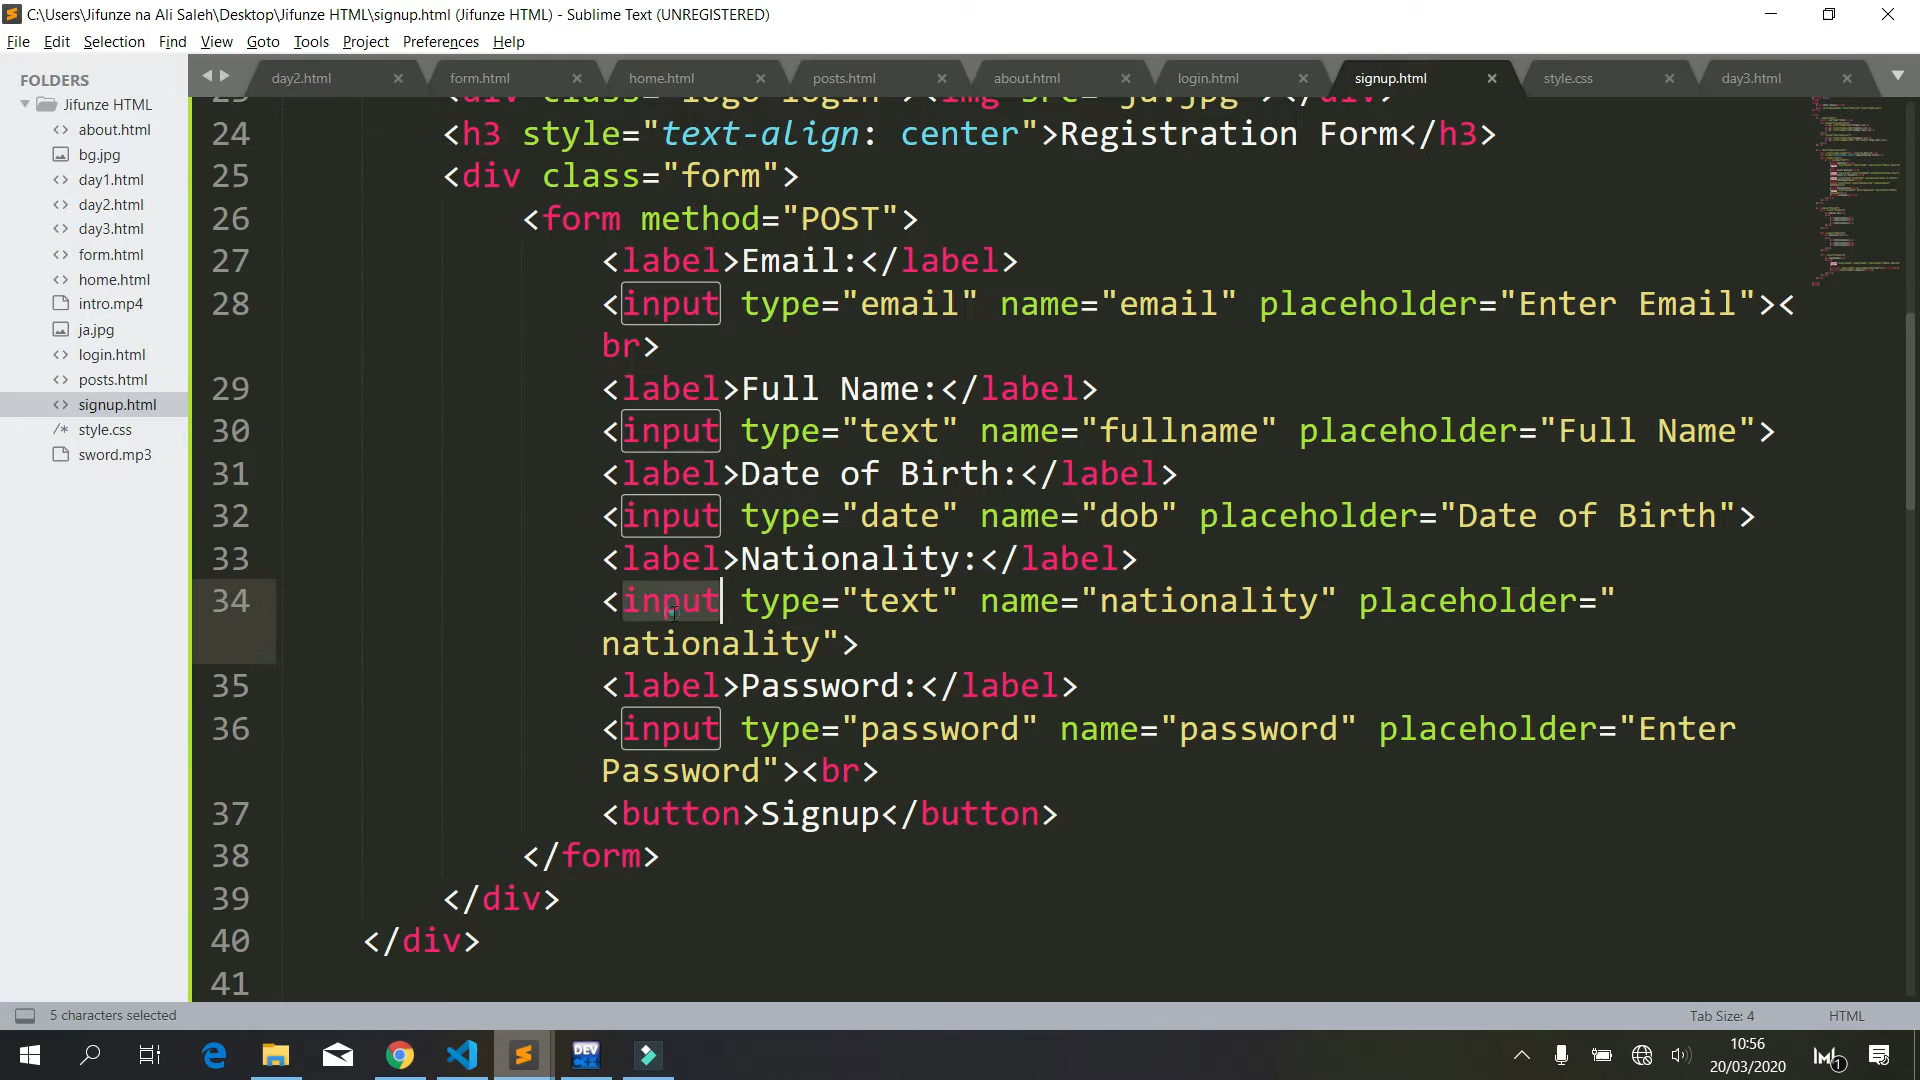 C:\Users\Jifunze na Ali Saleh\Desktop\Jifunze HTML\signup.html (Jifunze HTML) - Sublime Text (UNREGISTERED)
File Edit Selection Find View Goto Tools Project Preferences Help
FOLDERS
Jifunze HTML
about.html
bg.jpg
day1.html
day2.html
day3.html
form.html
home.html
intro.mp4
ja.jpg
login.html
posts.html
signup.html
style.css
sword.mp3
day2.html form.html home.html posts.html about.html login.html signup.html style.css day3.html
24 <h3 style="text-align: center">Registration Form</h3>
25 <div class="form">
26 <form method="POST">
27 <label>Email:</label>
28 <input type="email" name="email" placeholder="Enter Email"><
br>
29 <label>Full Name:</label>
30 <input type="text" name="fullname" placeholder="Full Name">
31 <label>Date of Birth:</label>
32 <input type="date" name="dob" placeholder="Date of Birth">
33 <label>Nationality:</label>
34 <input type="text" name="nationality" placeholder="
nationality">
35 <label>Password:</label>
36 <input type="password" name="password" placeholder="Enter
Password"><br>
37 <button>Signup</button>
38 </form>
39 </div>
40 </div>
41
5 characters selected
Tab Size: 4 HTML
DEV
10:56
20/03/2020
1